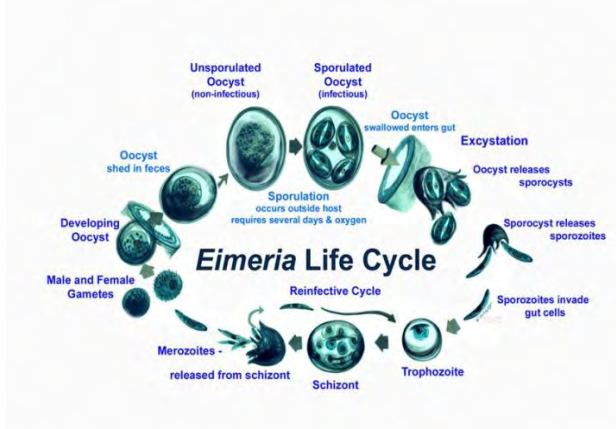 Unsporulated
Oocyst
(non-infectious)
Sporulated
Oocyst
(infectious)
Oocyst
swallowed enters gut
Excystation
Oocyst releases
sporocysts
Oocyst
shed in feces
Sporulation
occurs outside host
requires several days & oxygen
Sporocyst releases
sporozoites
Developing
Oocyst
Eimeria Life Cycle
Male and Female
Gametes
Reinfective Cycle
Sporozoites invade
gut cells
Merozoites -
released from schizont
Schizont
Trophozoite